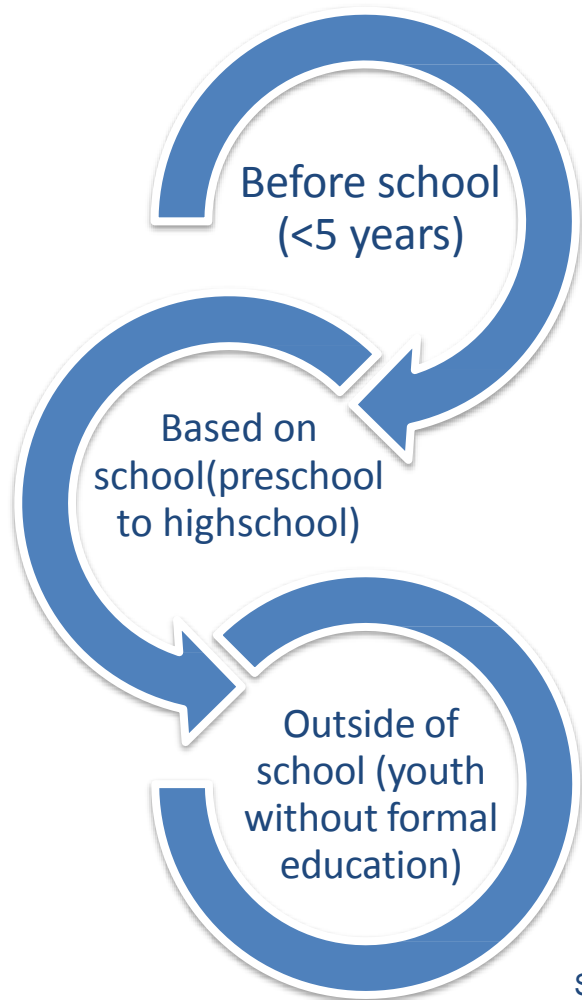 Before school
(<5 years)
Based on
school(preschool
to highschool)
Outside of
school (youth
without formal
education)